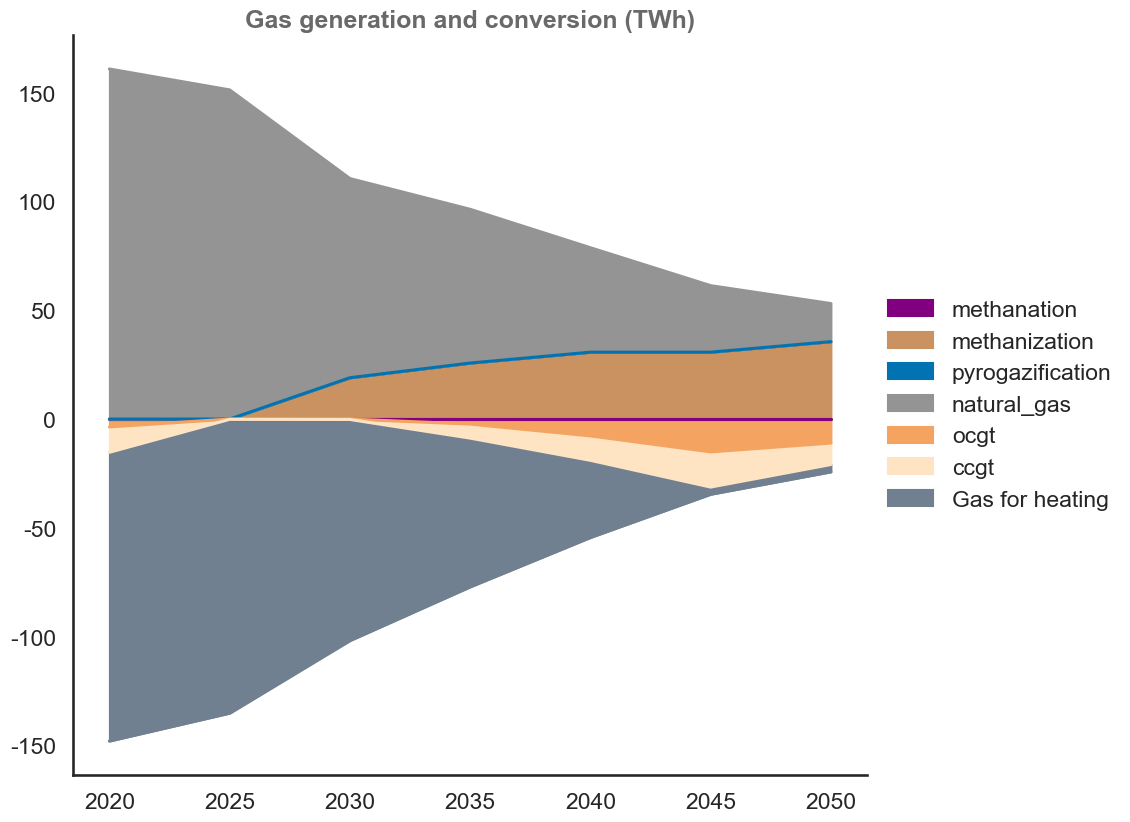 Gas generation and conversion (TWh)
150
100
50
0
-50
-100
-150
2020 2025 2030 2035 2040 2045 2050
methanation
methanization
pyrogazification
natural_gas
ocgt
ccgt
Gas for heating